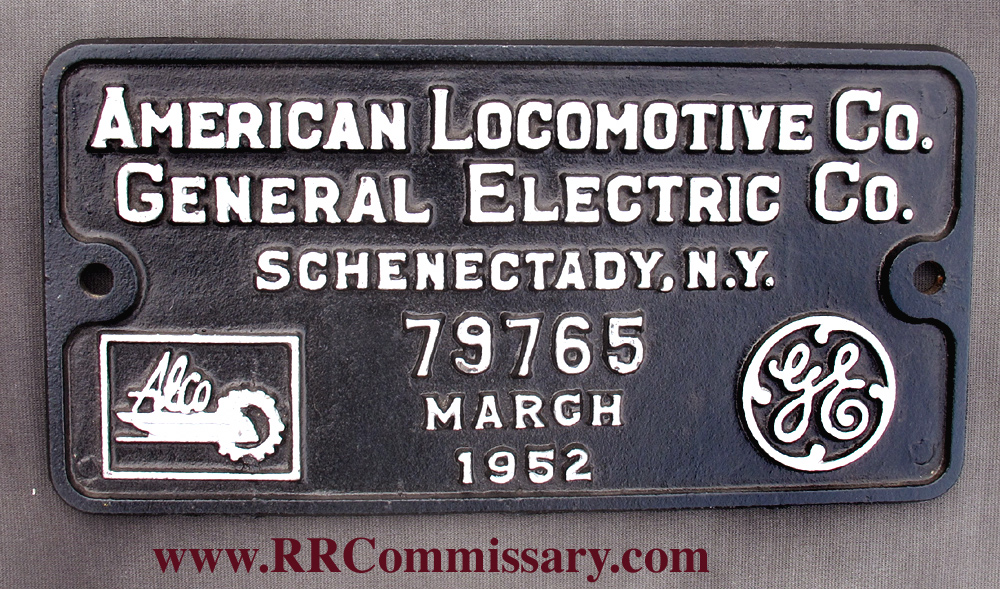 AMERICAN LOCOMOTIVE CO.
GENERAL ELECTRIC CO.
SCHENECTADY, N.Y.
79765
MARCH
1952
Alco
GE
www.RRCommissary.com